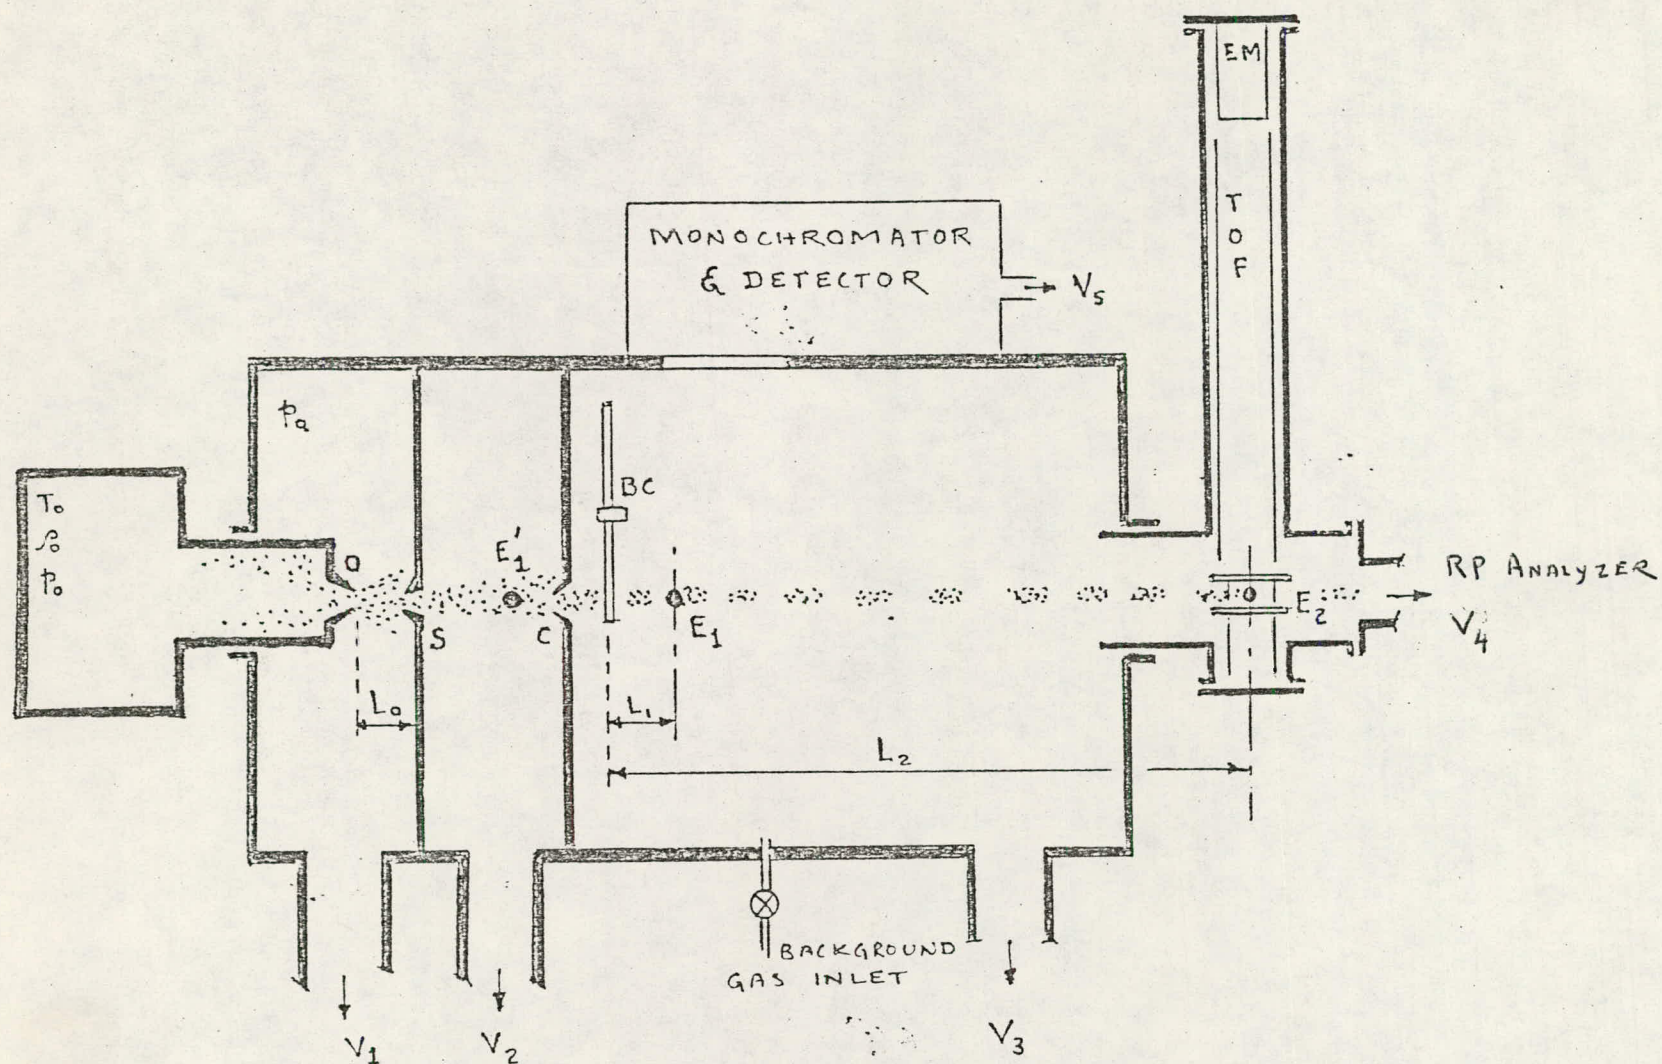 EM
T
O
F
MONOCHROMATOR
& DETECTOR
V₅
pₐ
T₀
ρ₀
p₀
O
S
E₁'
C
BC
E₁
E₂
RP ANALYZER
V₄
L₀
L₁
L₂
BACKGROUND
GAS INLET
V₁
V₂
V₃